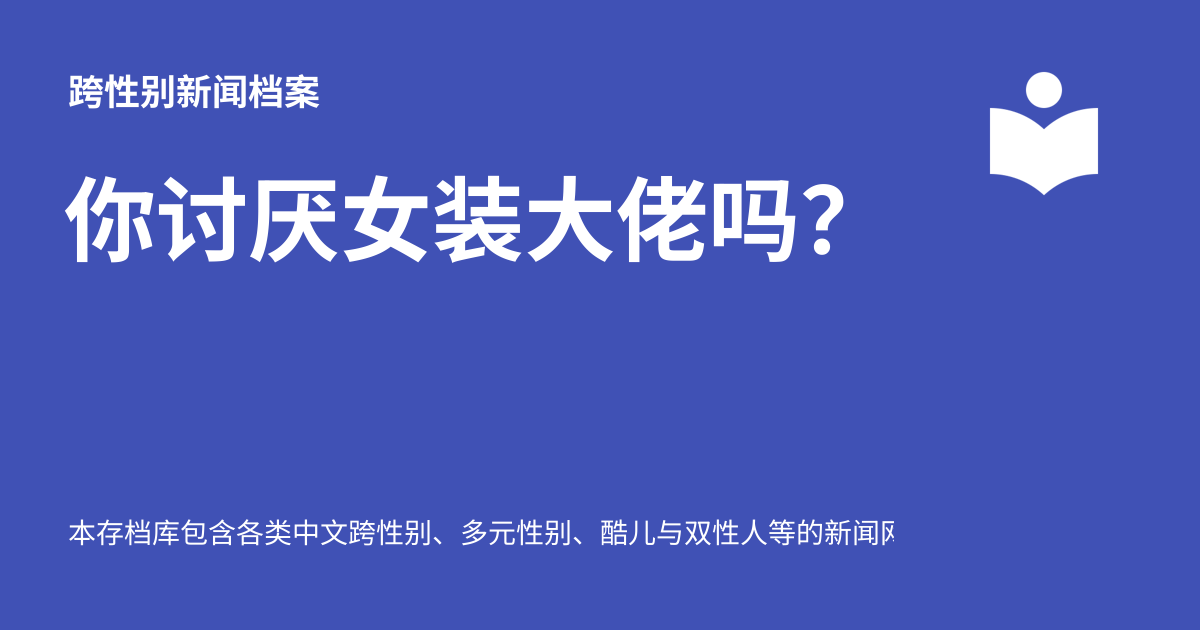 跨性别新闻档案
你讨厌女装大佬吗？
本存档库包含各类中文跨性别、多元性别、酷儿与双性人等的新闻